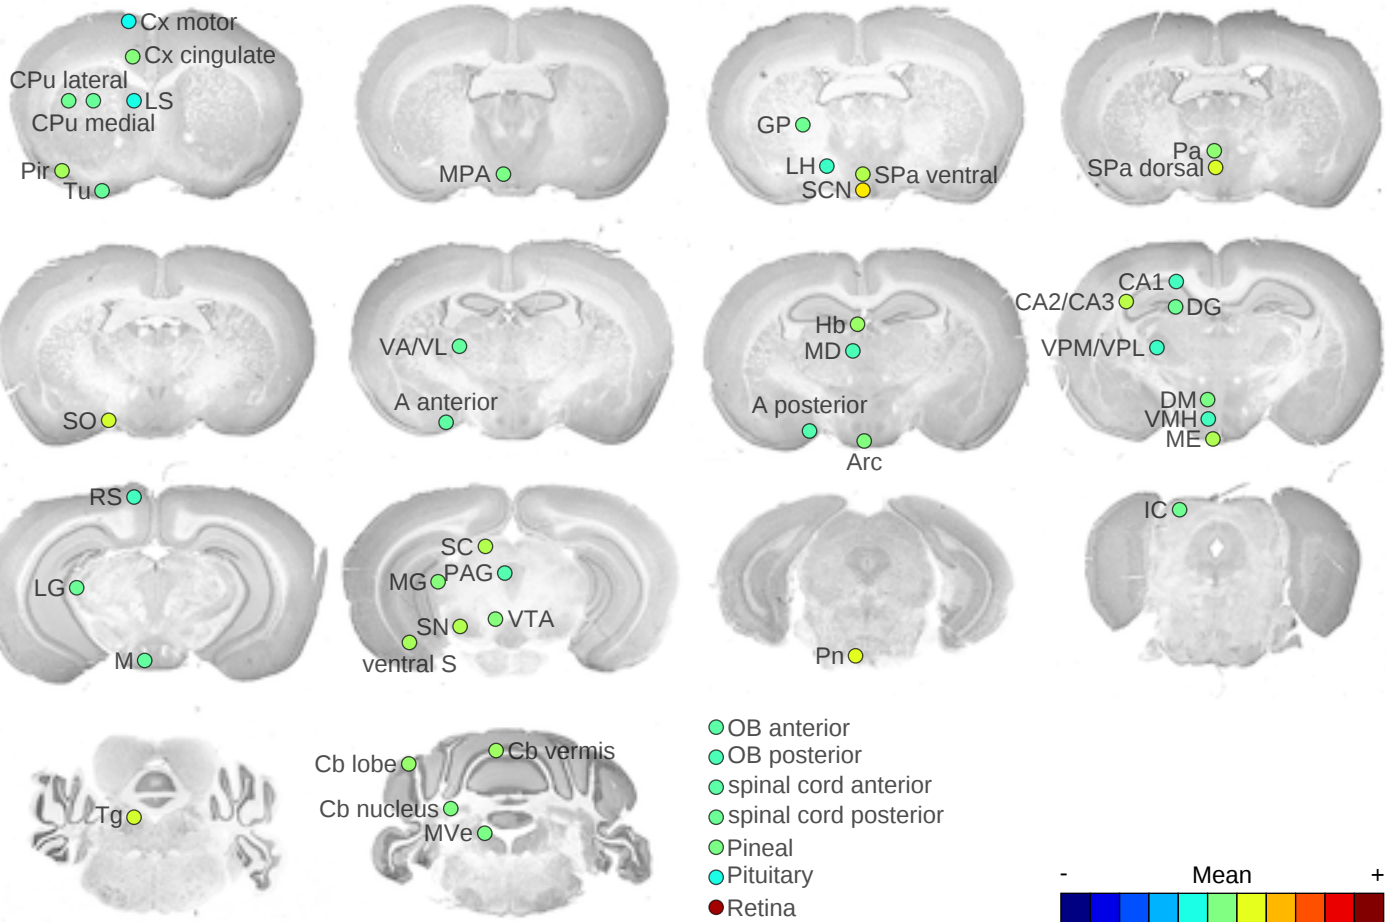 Cx motor
Cx cingulate
CPu lateral
LS
CPu medial
Pir
Tu
MPA
GP
LH
SPa ventral
SCN
Pa
SPa dorsal
SO
VA/VL
A anterior
Hb
MD
A posterior
Arc
CA1
CA2/CA3
DG
VPM/VPL
DM
VMH
ME
RS
LG
M
SC
PAG
MG
VTA
SN
ventral S
Pn
IC
Tg
Cb vermis
Cb lobe
Cb nucleus
MVe
OB anterior
OB posterior
spinal cord anterior
spinal cord posterior
Pineal
Pituitary
Retina
- Mean +